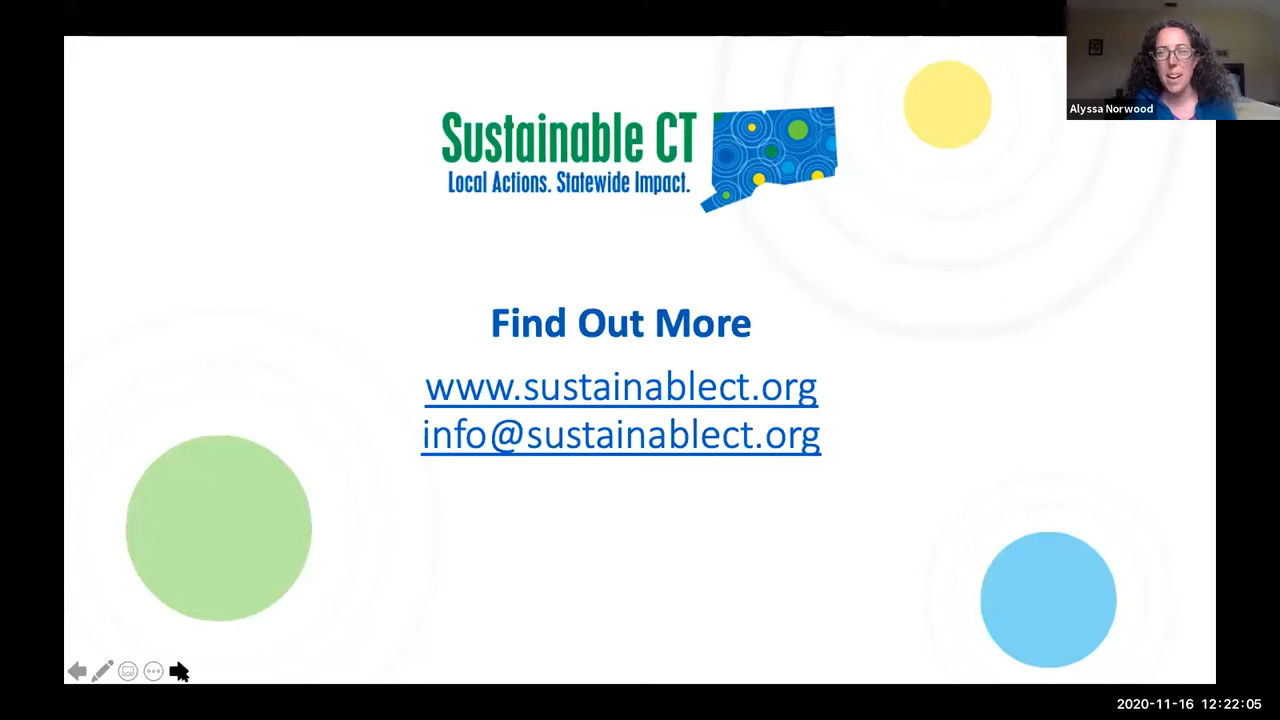 Alyssa Norwood
Sustainable CT
Local Actions. Statewide Impact.
Find Out More
www.sustainablect.org
info@sustainablect.org
2020-11-16 12:22:05